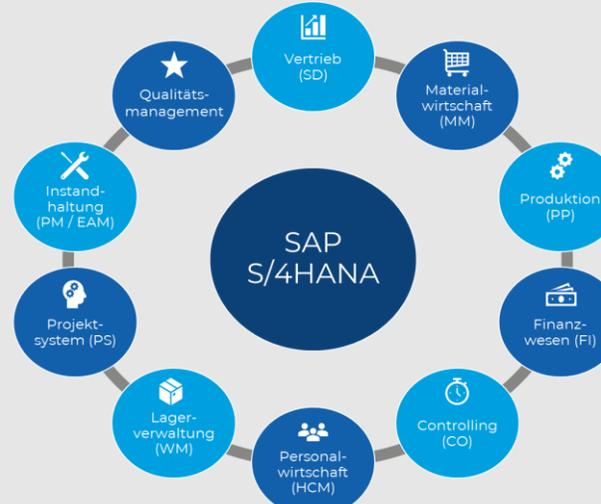 Vertrieb
(SD)
Material-
wirtschaft
(MM)
Produktion
(PP)
Finanz-
wesen (FI)
Controlling
(CO)
Personal-
wirtschaft
(HCM)
Lager-
verwaltung
(WM)
Projekt-
system (PS)
Instand-
haltung
(PM / EAM)
Qualitäts-
management
SAP
S/4HANA